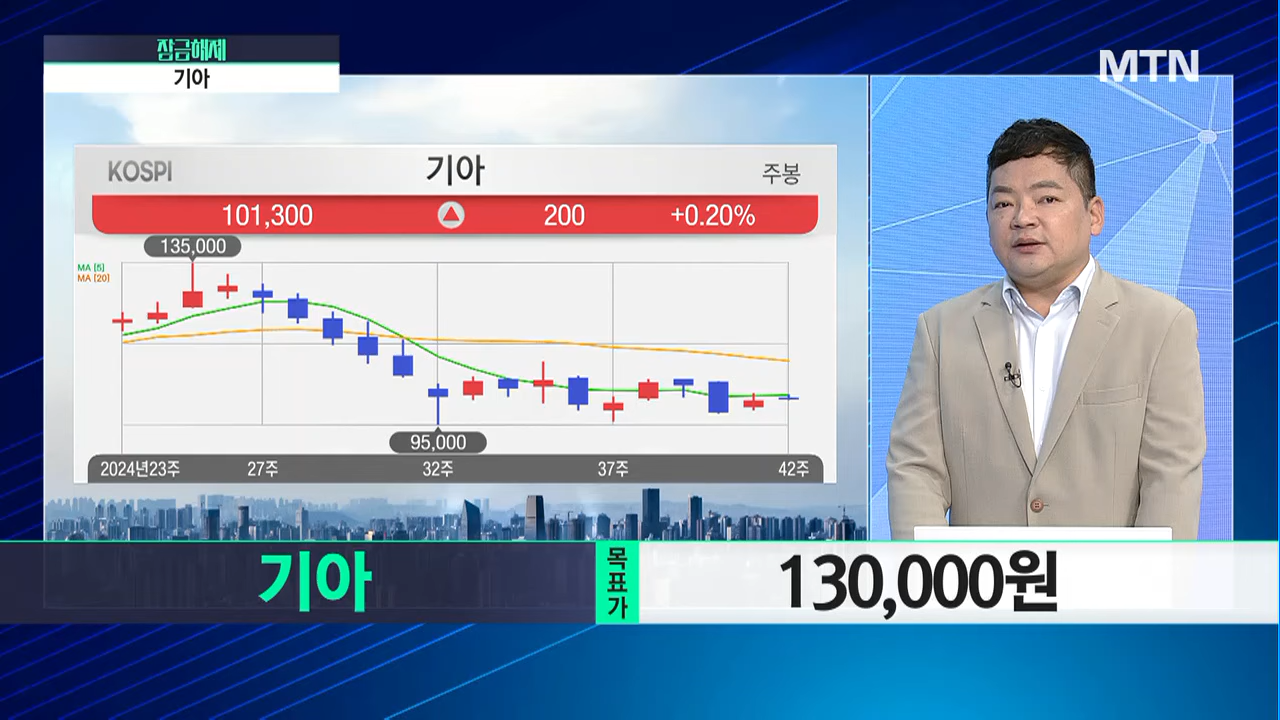 잠금해제
기아
MTN
KOSPI
기아
주봉
101,300 200 +0.20%
135,000
MA [5]
MA [20]
95,000
2024년23주 27주 32주 37주 42주
기아
목표가
130,000원